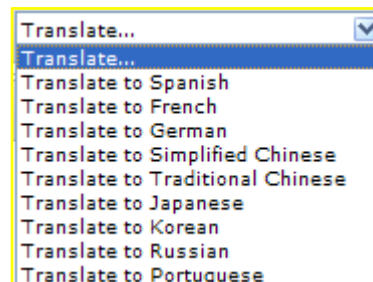 Translate...
Translate...
Translate to Spanish
Translate to French
Translate to German
Translate to Simplified Chinese
Translate to Traditional Chinese
Translate to Japanese
Translate to Korean
Translate to Russian
Translate to Portuguese